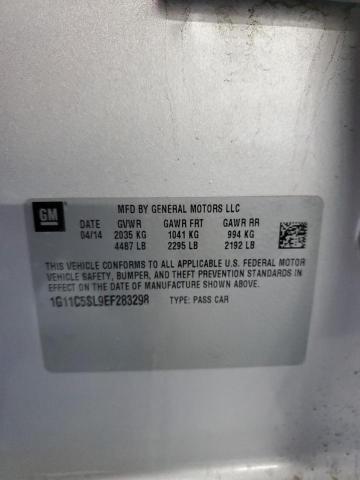 GM
MFD BY GENERAL MOTORS LLC
DATE GVWR GAWR FRT GAWR RR
04/14 2035 KG 1041 KG 994 KG
4487 LB 2295 LB 2192 LB
THIS VEHICLE CONFORMS TO ALL APPLICABLE U.S. FEDERAL MOTOR
VEHICLE SAFETY, BUMPER, AND THEFT PREVENTION STANDARDS IN
EFFECT ON THE DATE OF MANUFACTURE SHOWN ABOVE.
1G11C5SL9EF283298 TYPE: PASS CAR